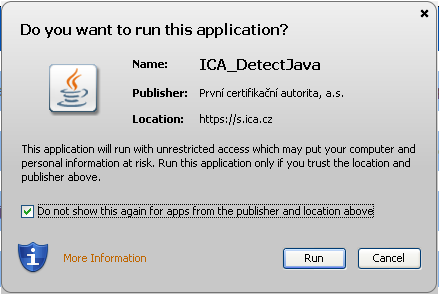 Do you want to run this application?
Name: ICA_DetectJava
Publisher: První certifikační autorita, a.s.
Location: https://s.ica.cz
This application will run with unrestricted access which may put your computer and
personal information at risk. Run this application only if you trust the location and
publisher above.
Do not show this again for apps from the publisher and location above
More Information
Run
Cancel